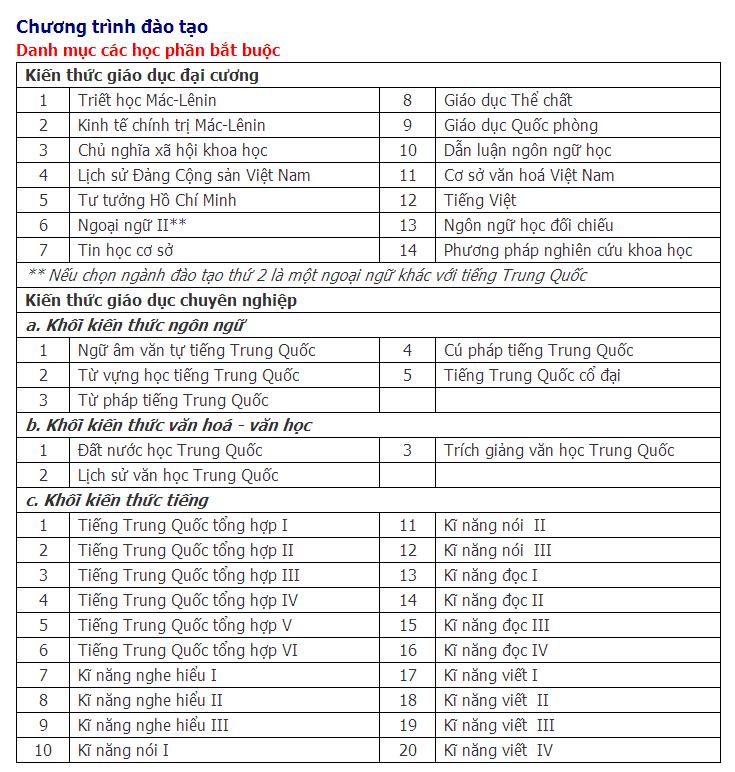 Chương trình đào tạo
Danh mục các học phần bắt buộc
Kiến thức giáo dục đại cương
1 Triết học Mác-Lênin 8 Giáo dục Thể chất
2 Kinh tế chính trị Mác-Lênin 9 Giáo dục Quốc phòng
3 Chủ nghĩa xã hội khoa học 10 Dẫn luận ngôn ngữ học
4 Lịch sử Đảng Cộng sản Việt Nam 11 Cơ sở văn hoá Việt Nam
5 Tư tưởng Hồ Chí Minh 12 Tiếng Việt
6 Ngoại ngữ II** 13 Ngôn ngữ học đối chiếu
7 Tin học cơ sở 14 Phương pháp nghiên cứu khoa học
** Nếu chọn ngành đào tạo thứ 2 là một ngoại ngữ khác với tiếng Trung Quốc
Kiến thức giáo dục chuyên nghiệp
a. Khối kiến thức ngôn ngữ
1 Ngữ âm văn tự tiếng Trung Quốc 4 Cú pháp tiếng Trung Quốc
2 Từ vựng học tiếng Trung Quốc 5 Tiếng Trung Quốc cổ đại
3 Từ pháp tiếng Trung Quốc
b. Khối kiến thức văn hoá - văn học
1 Đất nước học Trung Quốc 3 Trích giảng văn học Trung Quốc
2 Lịch sử văn học Trung Quốc
c. Khối kiến thức tiếng
1 Tiếng Trung Quốc tổng hợp I 11 Kĩ năng nói II
2 Tiếng Trung Quốc tổng hợp II 12 Kĩ năng nói III
3 Tiếng Trung Quốc tổng hợp III 13 Kĩ năng đọc I
4 Tiếng Trung Quốc tổng hợp IV 14 Kĩ năng đọc II
5 Tiếng Trung Quốc tổng hợp V 15 Kĩ năng đọc III
6 Tiếng Trung Quốc tổng hợp VI 16 Kĩ năng đọc IV
7 Kĩ năng nghe hiểu I 17 Kĩ năng viết I
8 Kĩ năng nghe hiểu II 18 Kĩ năng viết II
9 Kĩ năng nghe hiểu III 19 Kĩ năng viết III
10 Kĩ năng nói I 20 Kĩ năng viết IV